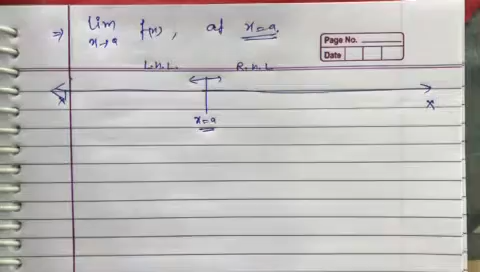 ⇒ lim f(x), at x=a.
x→a
Page No.
Date
L.H.L. R.H.L.
x
x=a